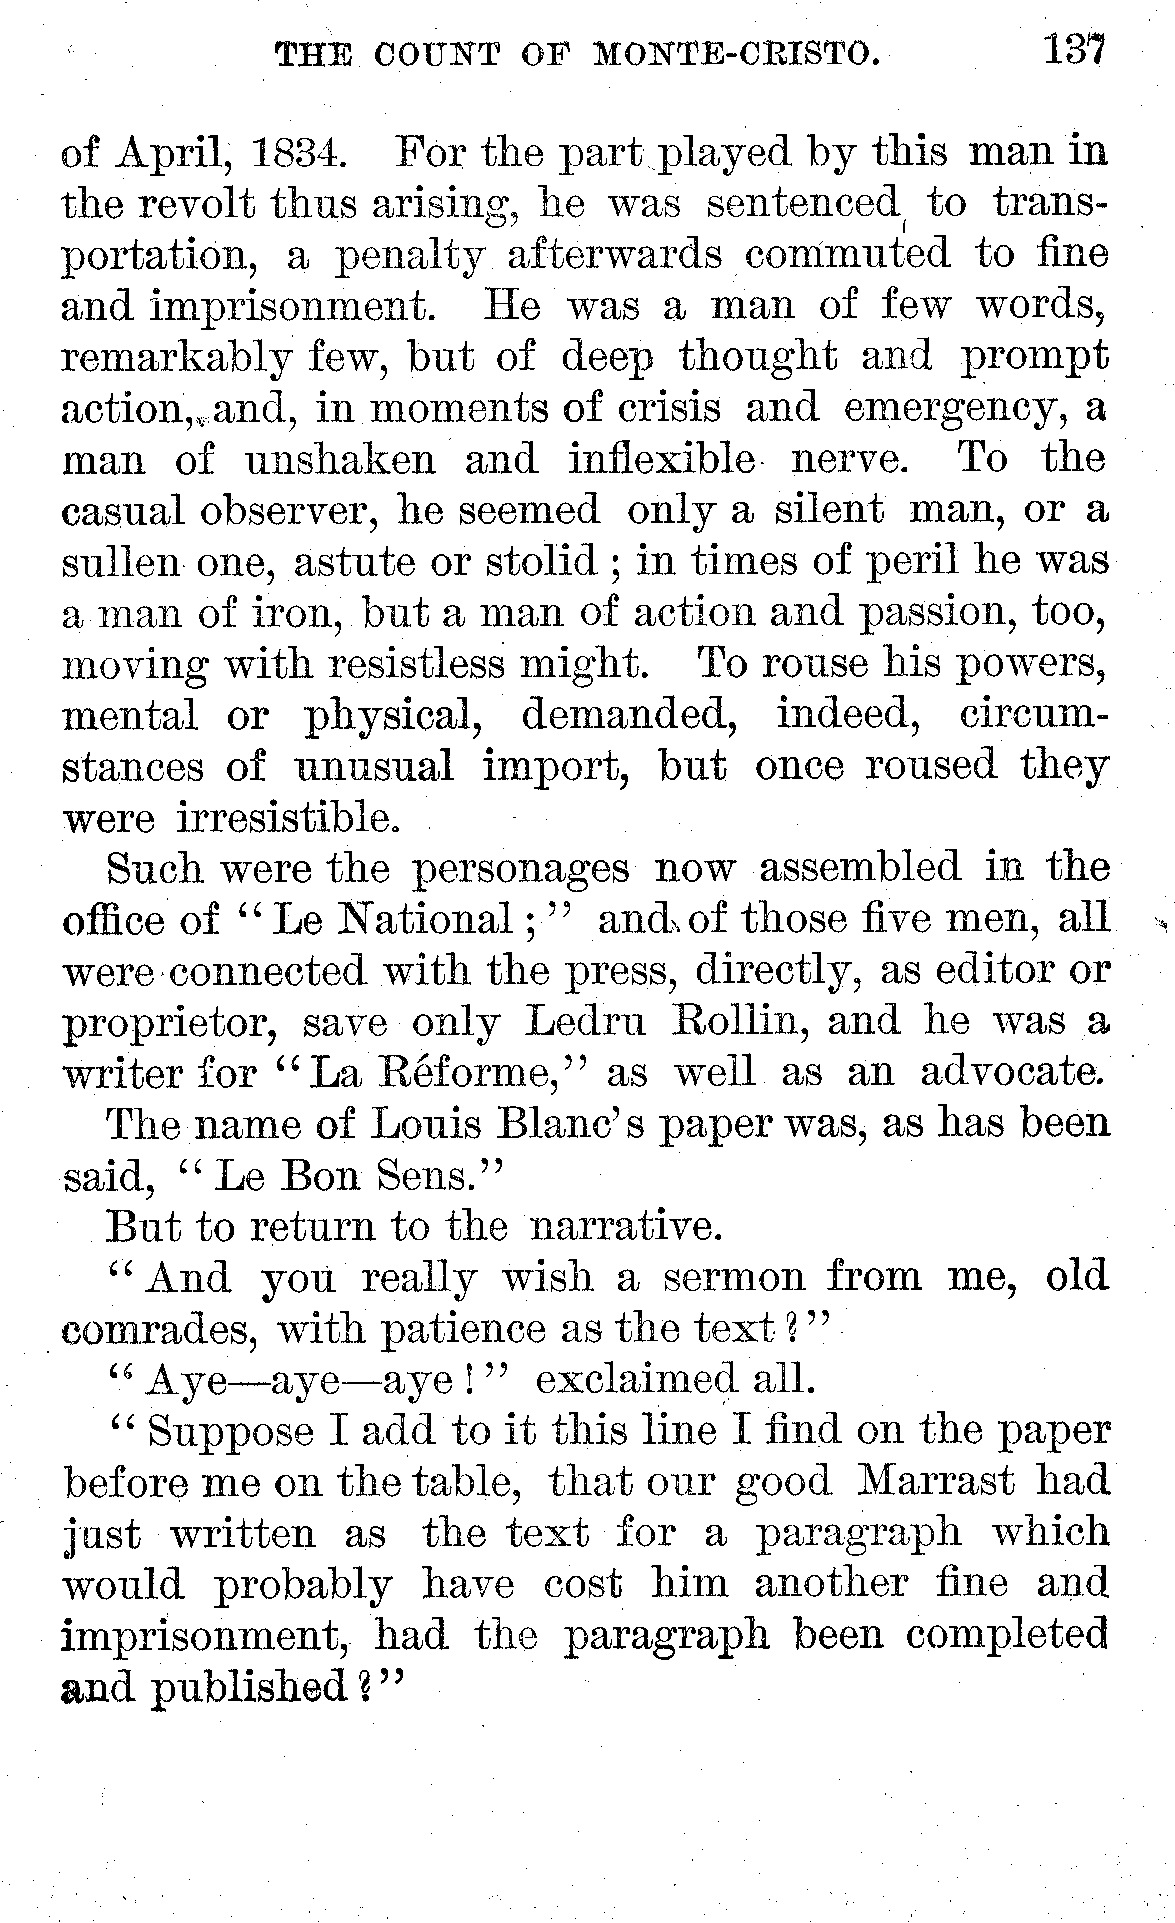 THE COUNT OF MONTE-CRISTO. 137
of April, 1834. For the part played by this man in
the revolt thus arising, he was sentenced to trans-
portation, a penalty afterwards commuted to fine
and imprisonment. He was a man of few words,
remarkably few, but of deep thought and prompt
action, and, in moments of crisis and emergency, a
man of unshaken and inflexible nerve. To the
casual observer, he seemed only a silent man, or a
sullen one, astute or stolid ; in times of peril he was
a man of iron, but a man of action and passion, too,
moving with resistless might. To rouse his powers,
mental or physical, demanded, indeed, circum-
stances of unusual import, but once roused they
were irresistible.
Such were the personages now assembled in the
office of “ Le National ; ” and of those five men, all
were connected with the press, directly, as editor or
proprietor, save only Ledru Rollin, and he was a
writer for “ La Réforme,” as well as an advocate.
The name of Louis Blanc’s paper was, as has been
said, “ Le Bon Sens.”
But to return to the narrative.
“ And you really wish a sermon from me, old
comrades, with patience as the text ? ”
“ Aye—aye—aye ! ” exclaimed all.
“ Suppose I add to it this line I find on the paper
before me on the table, that our good Marrast had
just written as the text for a paragraph which
would probably have cost him another fine and
imprisonment, had the paragraph been completed
and published ? ”